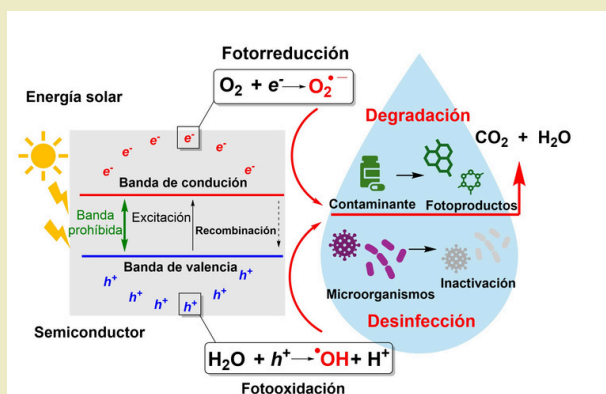 Fotorreducción
O₂ + e⁻ → O₂•⁻
Energía solar
e⁻ e⁻ e⁻ e⁻ e⁻ e⁻ e⁻
Banda de condución
Banda
prohíbida
Excitación
Recombinación
Banda de valencia
h⁺ h⁺ h⁺ h⁺ h⁺ h⁺ h⁺
Semiconductor
H₂O + h⁺ → •OH + H⁺
Fotooxidación
Degradación
CO₂ + H₂O
Contaminante
Fotoproductos
Microorganismos
Inactivación
Desinfección